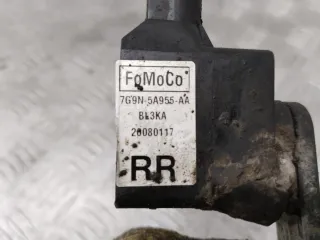 FoMoCo
7G9N-5A955-AA
BL3KA
20080117
RR